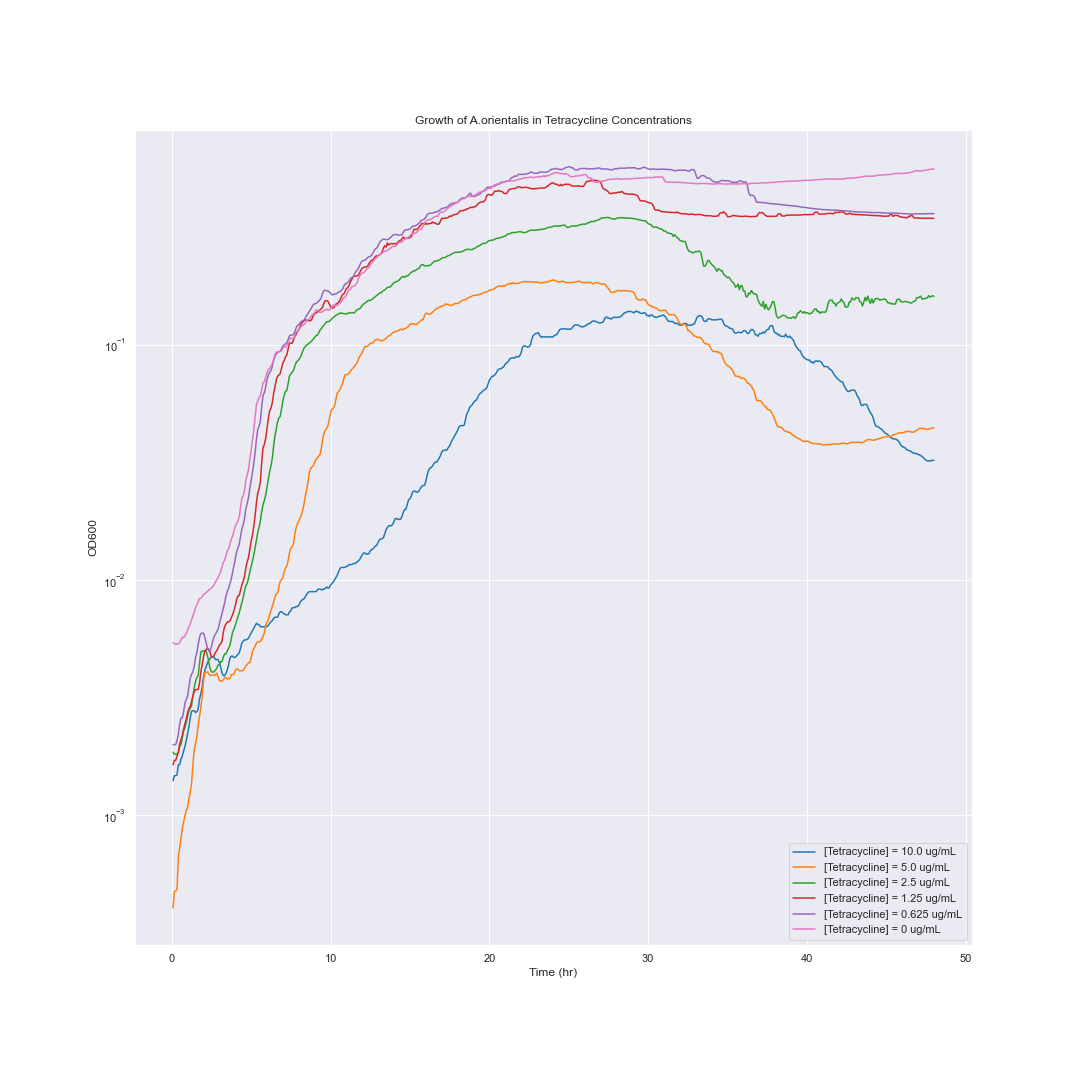 Growth of A.orientalis in Tetracycline Concentrations
OD600
10⁻¹
10⁻²
10⁻³
[Tetracycline] = 10.0 ug/mL
[Tetracycline] = 5.0 ug/mL
[Tetracycline] = 2.5 ug/mL
[Tetracycline] = 1.25 ug/mL
[Tetracycline] = 0.625 ug/mL
[Tetracycline] = 0 ug/mL
0 10 20 30 40 50
Time (hr)